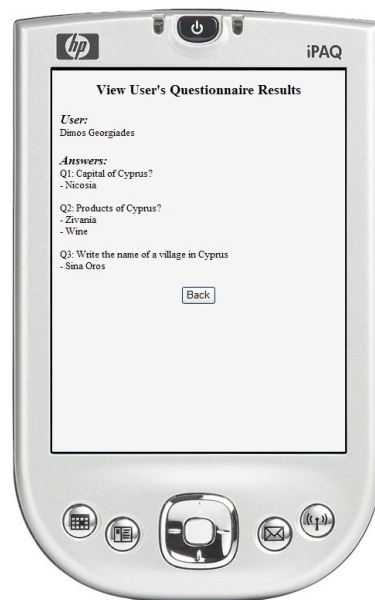 hp
iPAQ
View User's Questionnaire Results
User:
Dimos Georgiades
Answers:
Q1: Capital of Cyprus?
- Nicosia
Q2: Products of Cyprus?
- Zivania
- Wine
Q3: Write the name of a village in Cyprus
- Sina Oros
Back